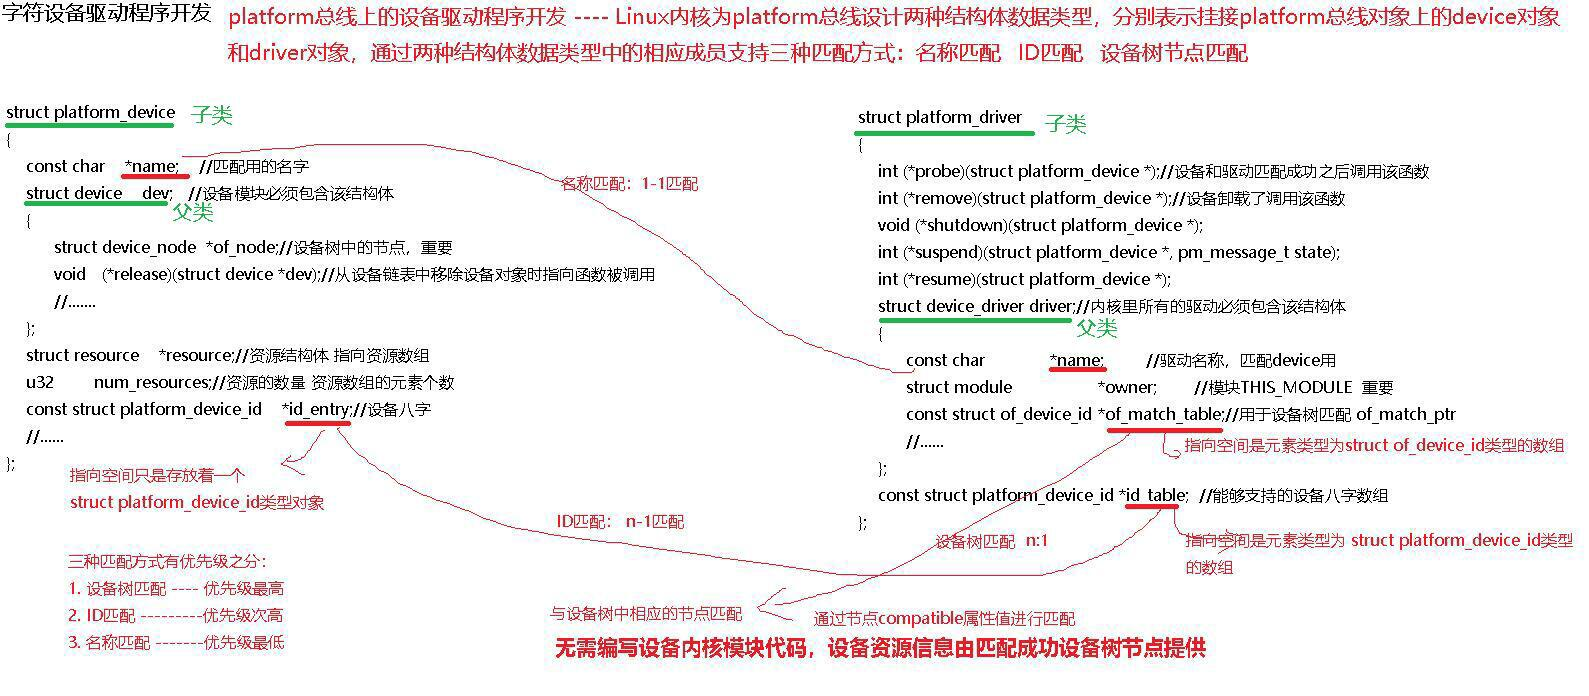 字符设备驱动程序开发
platform总线上的设备驱动程序开发 ---- Linux内核为platform总线设计两种结构体数据类型，分别表示挂接platform总线对象上的device对象
和driver对象，通过两种结构体数据类型中的相应成员支持三种匹配方式：名称匹配 ID匹配 设备树节点匹配
struct platform_device 子类
{
const char *name; //匹配用的名字
struct device dev; //设备模块必须包含该结构体
父类
{
struct device_node *of_node;//设备树中的节点，重要
void (*release)(struct device *dev);//从设备链表中移除设备对象时指向函数被调用
//.......
};
struct resource *resource;//资源结构体 指向资源数组
u32 num_resources;//资源的数量 资源数组的元素个数
const struct platform_device_id *id_entry;//设备八字
//......
};
指向空间只是存放着一个
struct platform_device_id类型对象
三种匹配方式有优先级之分：
1. 设备树匹配 ---- 优先级最高
2. ID匹配 ---------优先级次高
3. 名称匹配 -------优先级最低
名称匹配：1-1匹配
ID匹配： n-1匹配
struct platform_driver 子类
{
int (*probe)(struct platform_device *);//设备和驱动匹配成功之后调用该函数
int (*remove)(struct platform_device *);//设备卸载了调用该函数
void (*shutdown)(struct platform_device *);
int (*suspend)(struct platform_device *, pm_message_t state);
int (*resume)(struct platform_device *);
struct device_driver driver;//内核里所有的驱动必须包含该结构体
父类
{
const char *name; //驱动名称，匹配device用
struct module *owner; //模块THIS_MODULE 重要
const struct of_device_id *of_match_table;//用于设备树匹配 of_match_ptr
//......
指向空间是元素类型为struct of_device_id类型的数组
};
const struct platform_device_id *id_table; //能够支持的设备八字数组
};
设备树匹配 n:1
指向空间是元素类型为 struct platform_device_id类型
的数组
与设备树中相应的节点匹配
通过节点compatible属性值进行匹配
无需编写设备内核模块代码，设备资源信息由匹配成功设备树节点提供